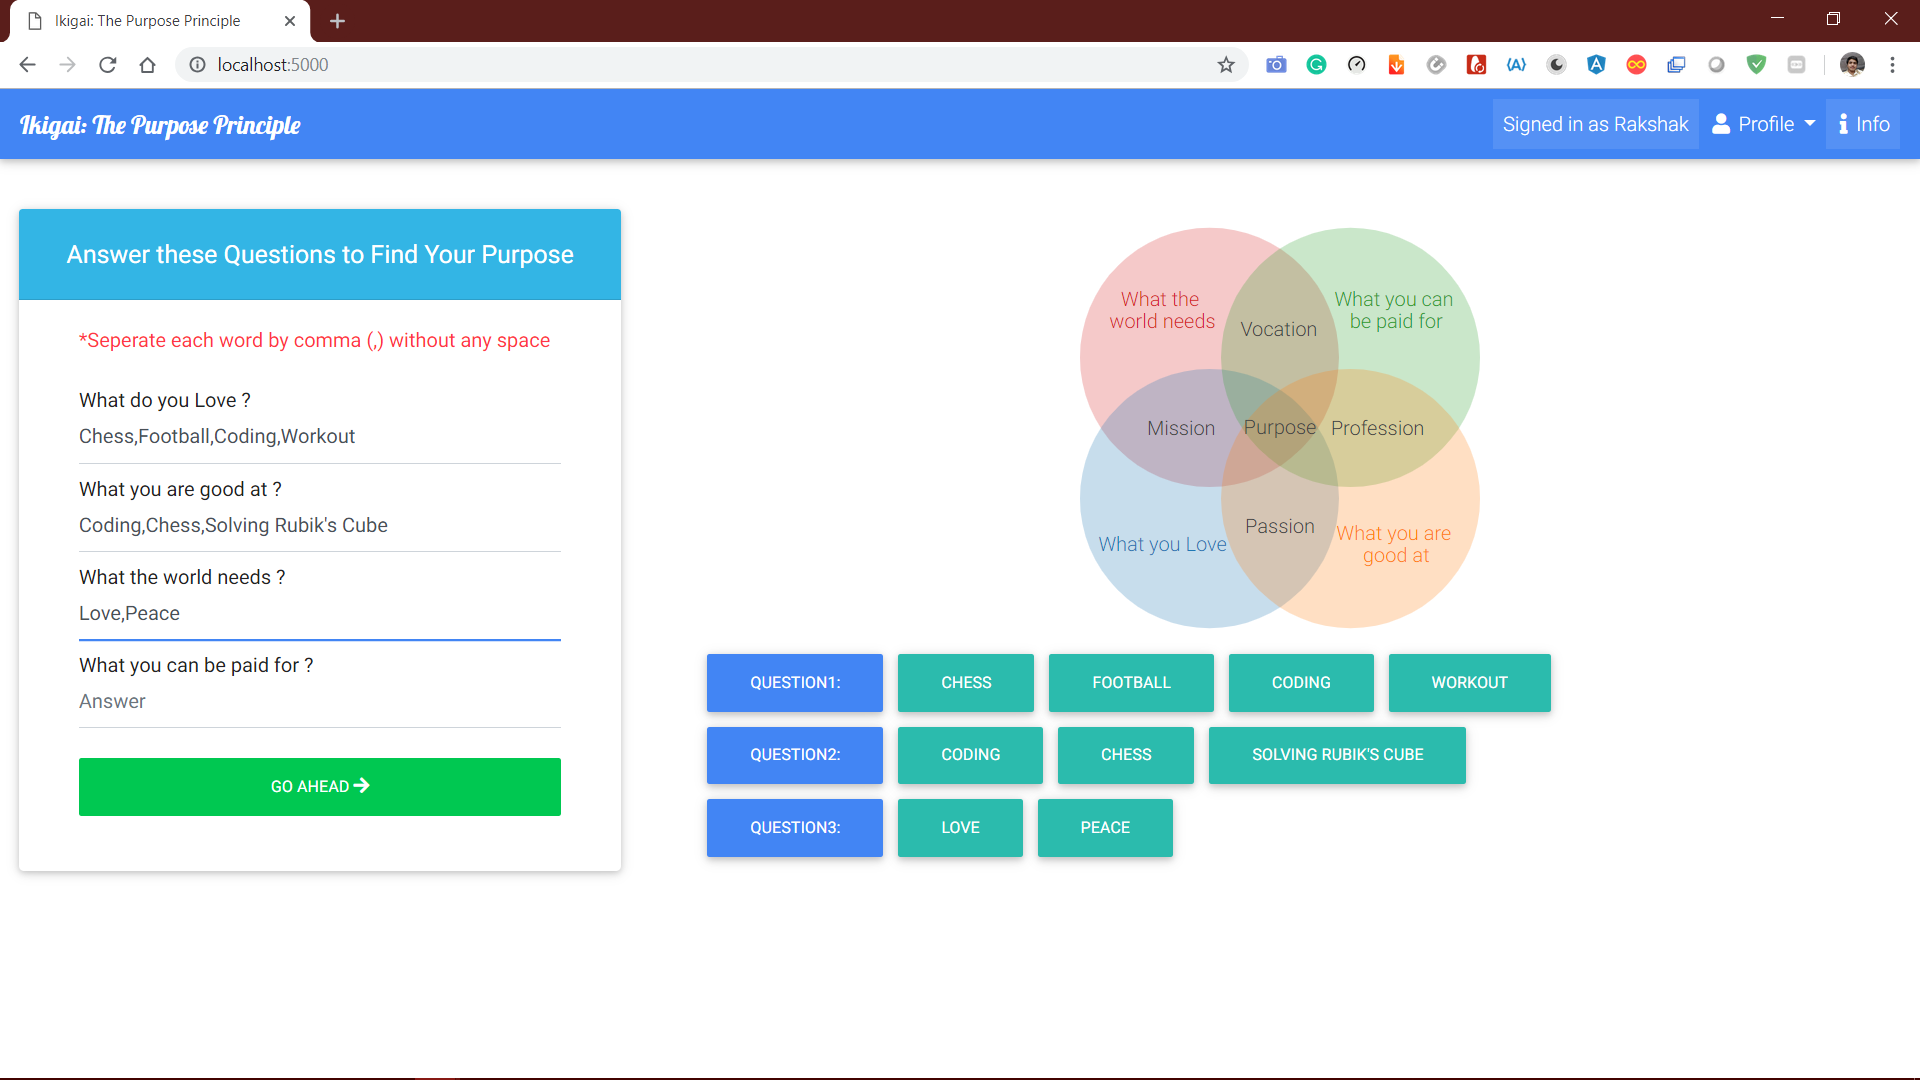 Ikigai: The Purpose Principle
localhost:5000
Ikigai: The Purpose Principle
Signed in as Rakshak
Profile
Info
Answer these Questions to Find Your Purpose
*Seperate each word by comma (,) without any space
What do you Love ?
Chess,Football,Coding,Workout
What you are good at ?
Coding,Chess,Solving Rubik's Cube
What the world needs ?
Love,Peace
What you can be paid for ?
Answer
GO AHEAD
What the
world needs
Vocation
What you can
be paid for
Mission
Purpose
Profession
What you Love
Passion
What you are
good at
QUESTION1: CHESS FOOTBALL CODING WORKOUT
QUESTION2: CODING CHESS SOLVING RUBIK'S CUBE
QUESTION3: LOVE PEACE